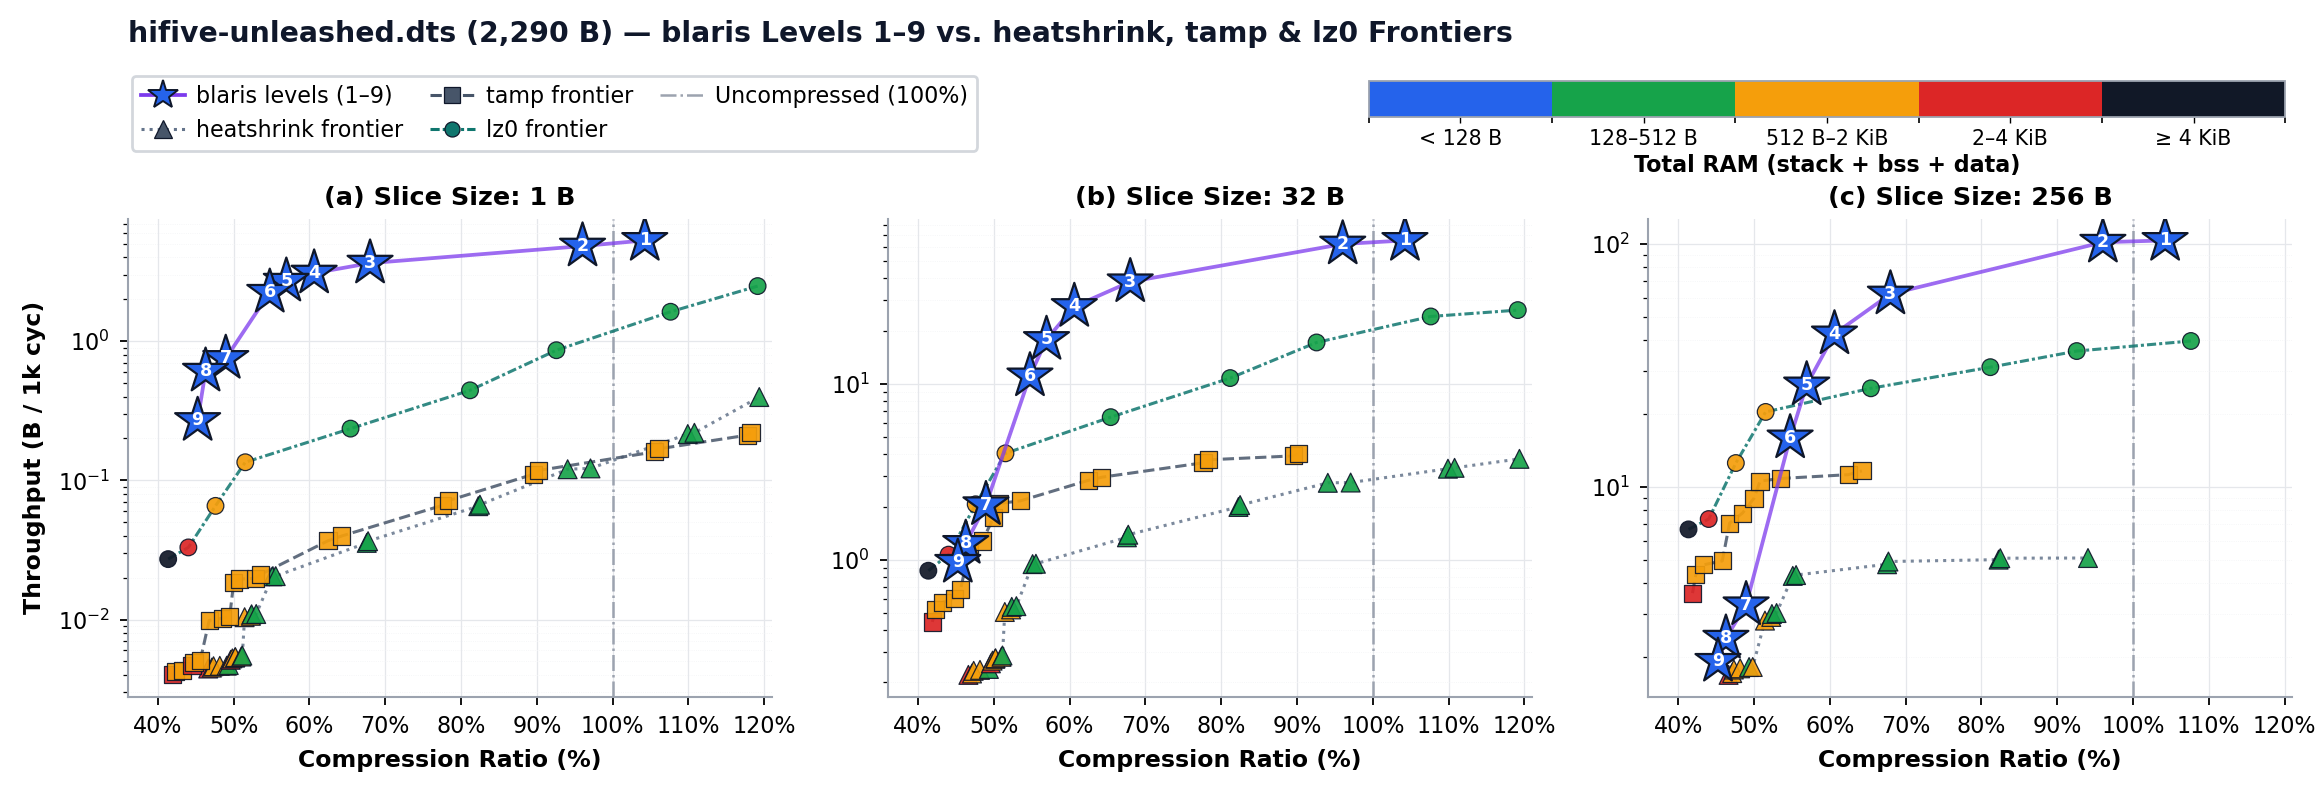 hifive-unleashed.dts (2,290 B) — blaris Levels 1–9 vs. heatshrink, tamp & lz0 Frontiers
blaris levels (1–9)
heatshrink frontier
tamp frontier
lz0 frontier
Uncompressed (100%)
< 128 B
128–512 B
512 B–2 KiB
2–4 KiB
≥ 4 KiB
Total RAM (stack + bss + data)
(a) Slice Size: 1 B
Throughput (B / 1k cyc)
10⁰
10⁻¹
10⁻²
1
2
3
4
5
6
7
8
9
40% 50% 60% 70% 80% 90% 100% 110% 120%
Compression Ratio (%)
(b) Slice Size: 32 B
10¹
10⁰
1
2
3
4
5
6
7
8
9
40% 50% 60% 70% 80% 90% 100% 110% 120%
Compression Ratio (%)
(c) Slice Size: 256 B
10²
10¹
1
2
3
4
5
6
7
8
9
40% 50% 60% 70% 80% 90% 100% 110% 120%
Compression Ratio (%)